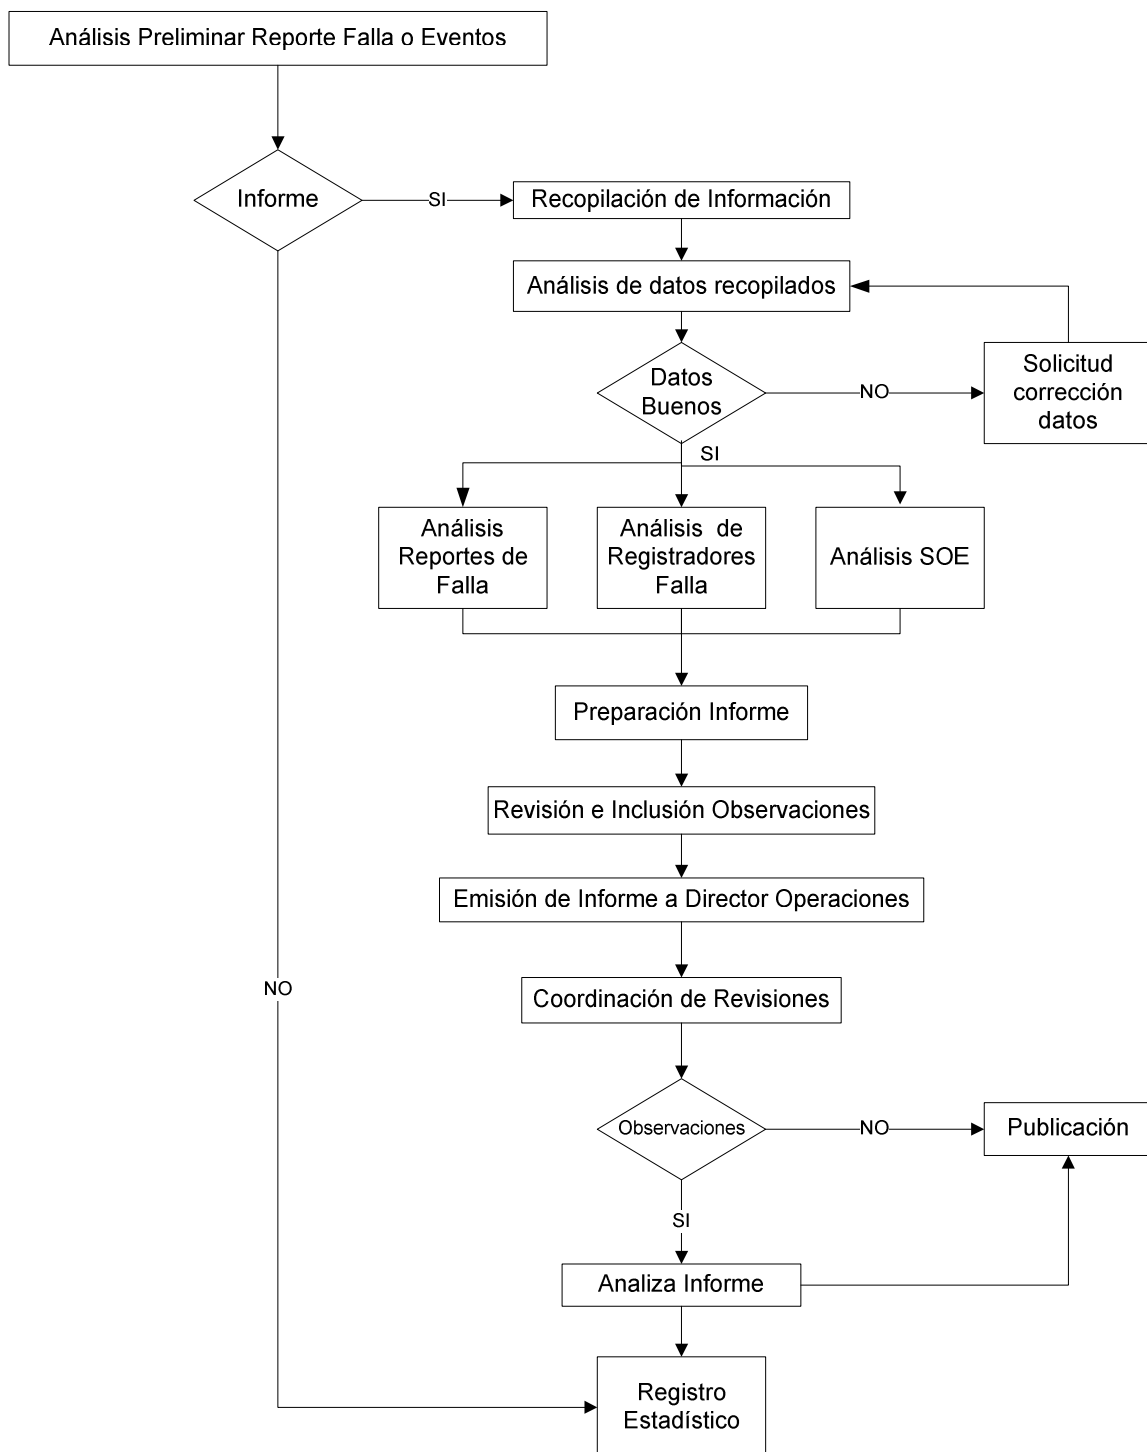 Análisis Preliminar Reporte Falla o Eventos
Informe
SI
Recopilación de Información
Análisis de datos recopilados
Datos
Buenos
NO
Solicitud
corrección
datos
SI
Análisis
Reportes de
Falla
Análisis de
Registradores
Falla
Análisis SOE
Preparación Informe
Revisión e Inclusión Observaciones
Emisión de Informe a Director Operaciones
NO
Coordinación de Revisiones
Observaciones
NO
Publicación
SI
Analiza Informe
Registro
Estadístico